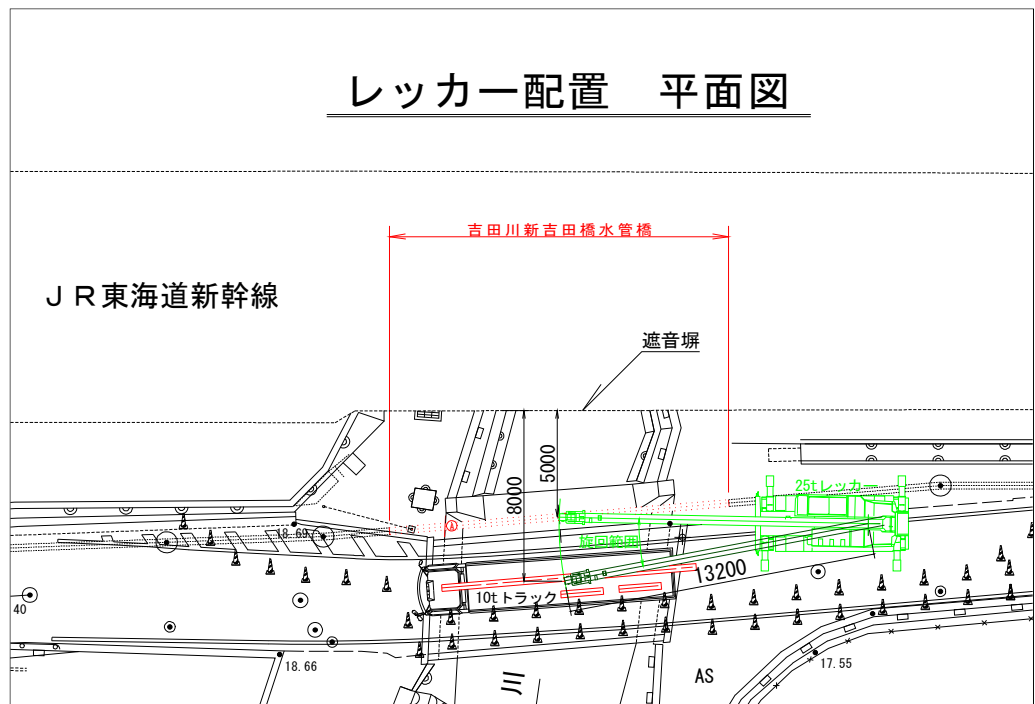 レッカー配置 平面図
吉田川新吉田橋水管橋
JR東海道新幹線
遮音塀
5000
8000
25tレッカー
Ⓐ
18.69
旋回範囲
13200
10tトラック
40
18.66
川
AS
17.55